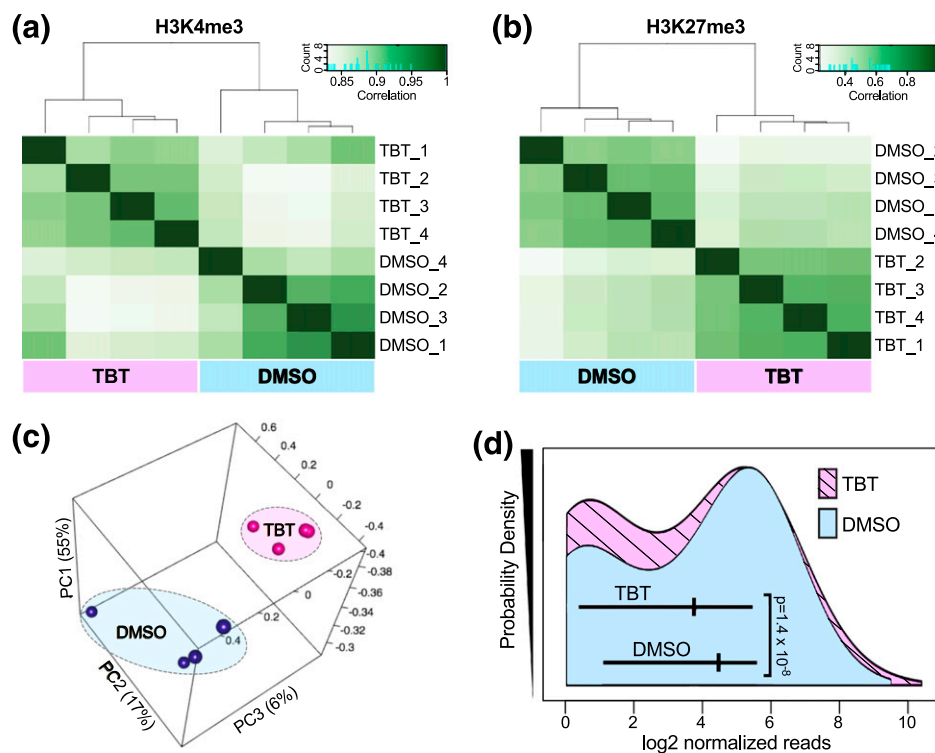 (a)
H3K4me3
Count
0 4 8
0.85 0.9 0.95 1
Correlation
TBT_1
TBT_2
TBT_3
TBT_4
DMSO_4
DMSO_2
DMSO_3
DMSO_1
TBT
DMSO
(b)
H3K27me3
Count
0 4 8
0.4 0.6 0.8
Correlation
DMSO_
DMSO_
DMSO_
DMSO_
TBT_2
TBT_3
TBT_4
TBT_1
DMSO
TBT
(c)
0.6
0.4
0.2
0
-0.2
-0.4
TBT
-0.4
-0.2
0
0.2
0.4
-0.38
-0.36
-0.34
-0.32
-0.3
DMSO
PC1 (55%)
PC2 (17%)
PC3 (6%)
(d)
Probability Density
TBT
DMSO
TBT
DMSO
p=1.4 x 10-8
0 2 4 6 8 10
log2 normalized reads